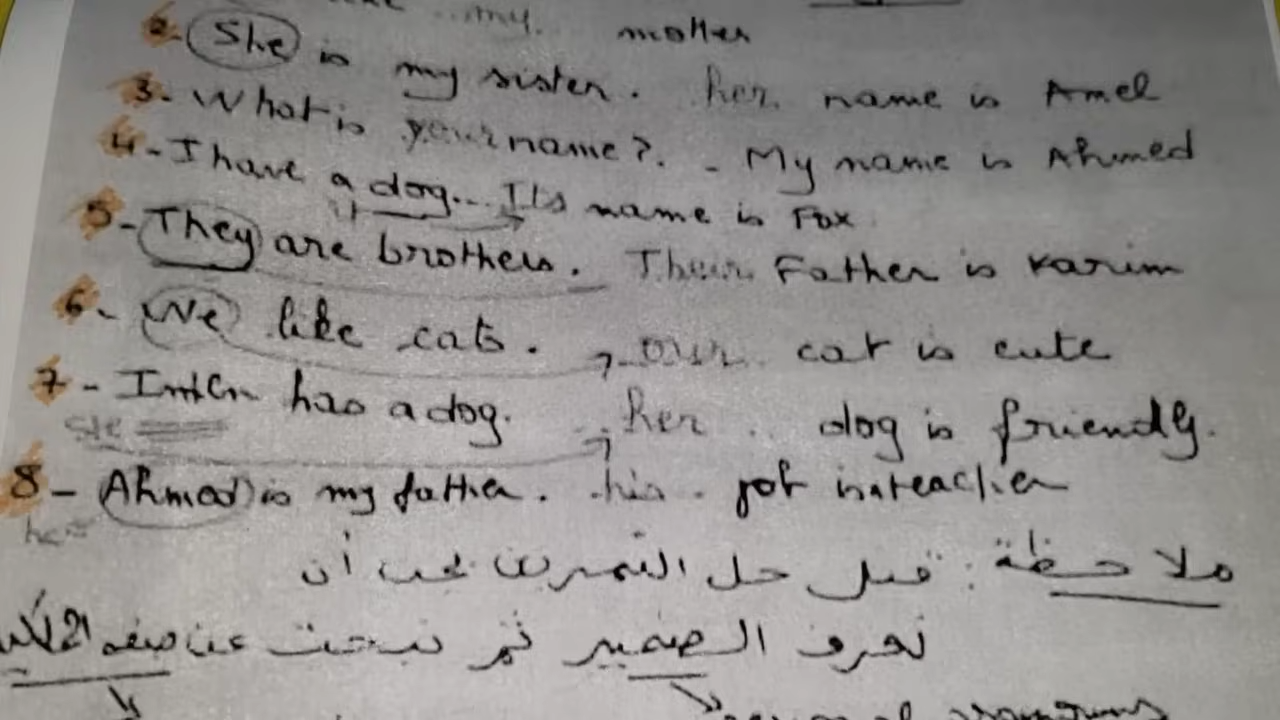 my. mother
2. She is my sister. her. name is Amel
3. What is your name?. - My name is Ahmed
4. I have a dog... Its name is Fox
it
5- They are brothers. Their. Father is Karim
6. We like cats. our.. cat is cute
7 - Imen has a dog. her.. dog is friendly.
she
8 - Ahmed is my father. his. job is teacher
he =
ملاحظة : قبل حل التمرين يجب أن
نعرف الضمير ثم نبحث عن صفة